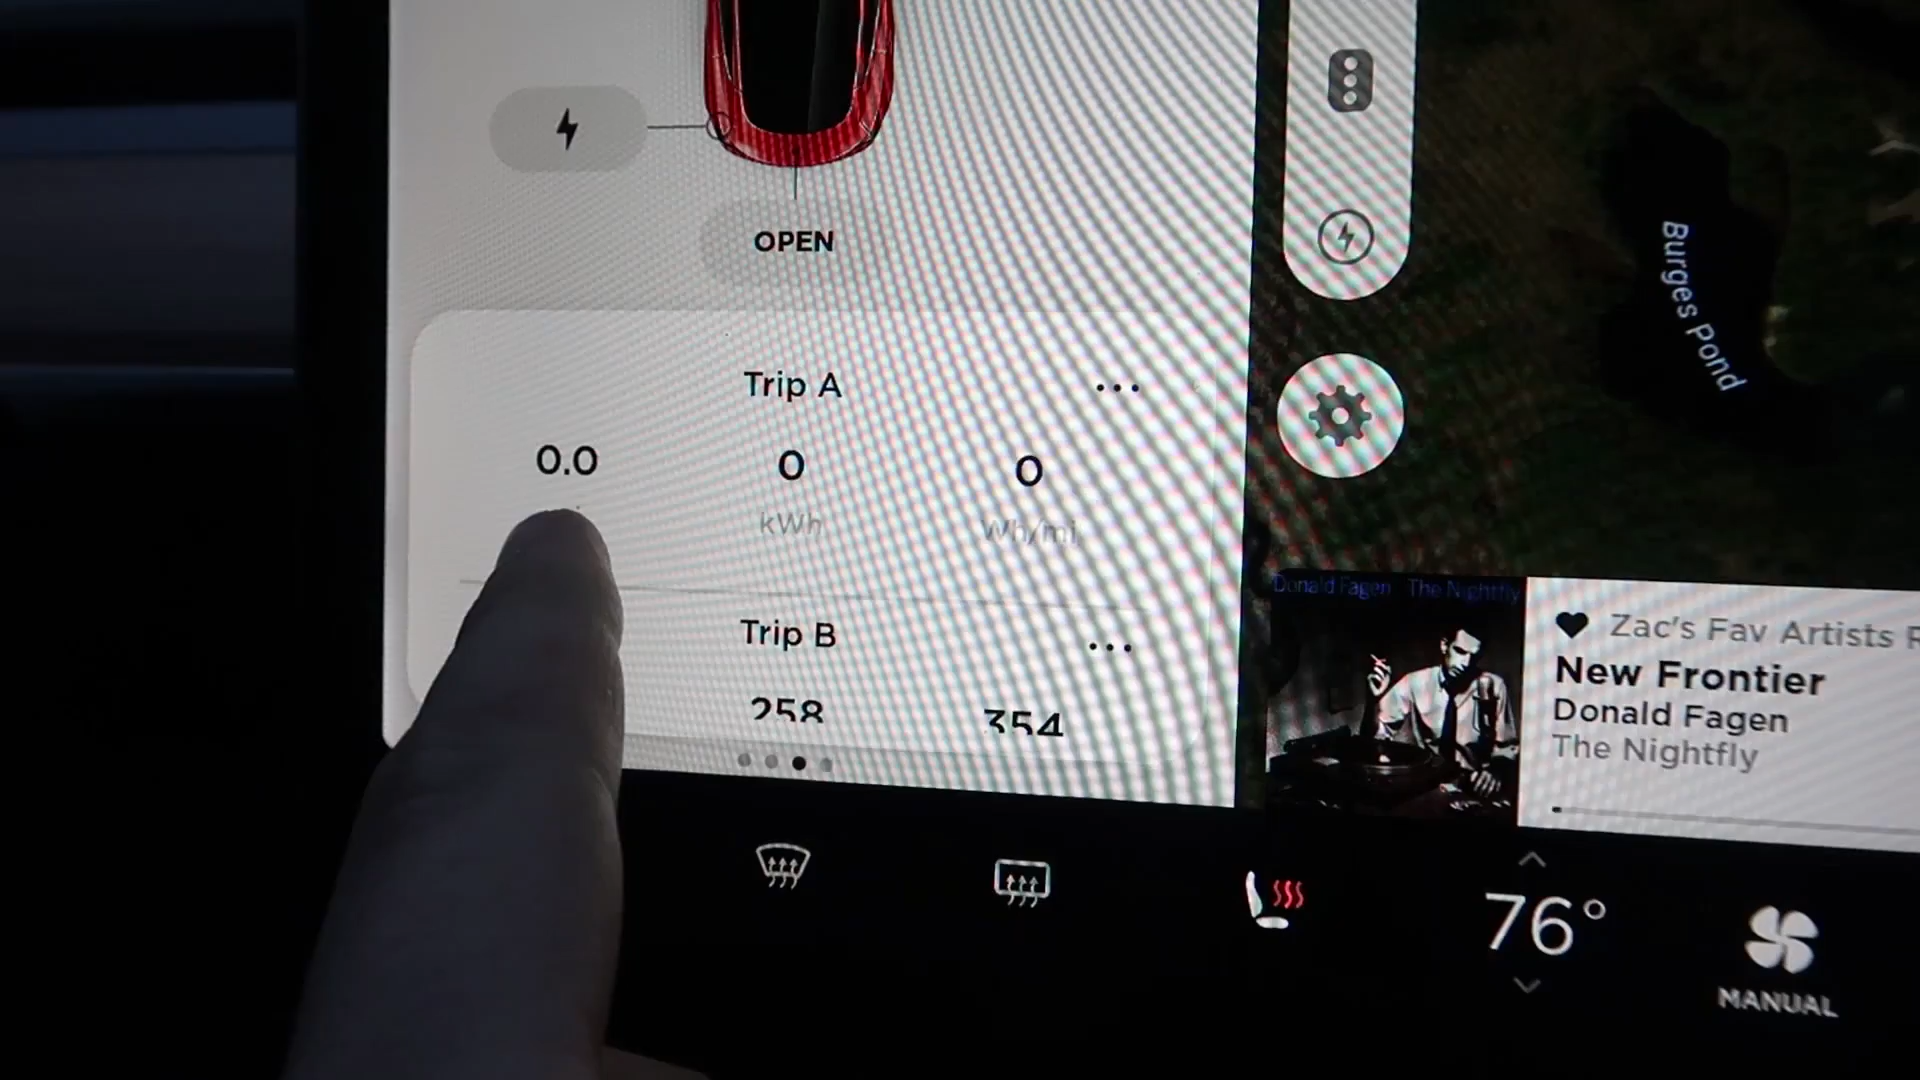 OPEN
Trip A
0.0
0
0
kWh
Wh/mi
Trip B
258
354
Burges Pond
Donald Fagen The Nightfly
Zac's Fav Artists
New Frontier
Donald Fagen
The Nightfly
76°
MANUAL